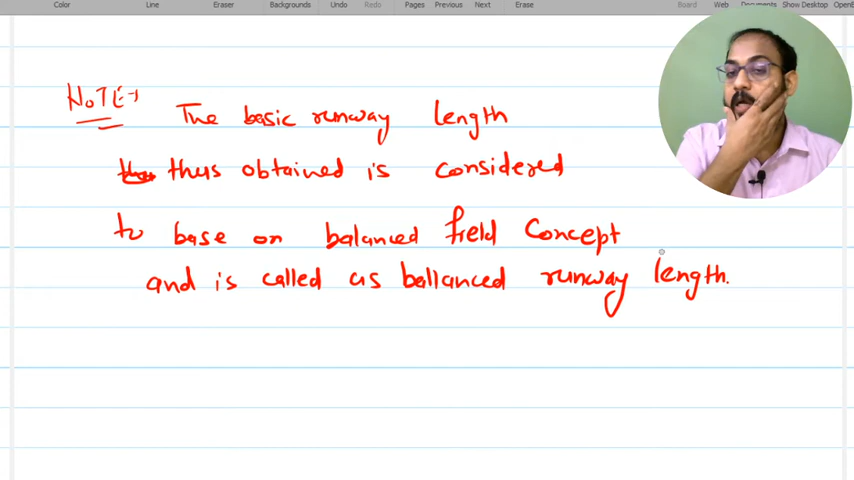 Color Line Eraser Backgrounds Undo Redo Pages Previous Next Erase Board Web Documents Show Desktop
NOTE:-
The basic runway length
thus obtained is considered
to base on balanced field Concept
and is called as ballanced runway length.